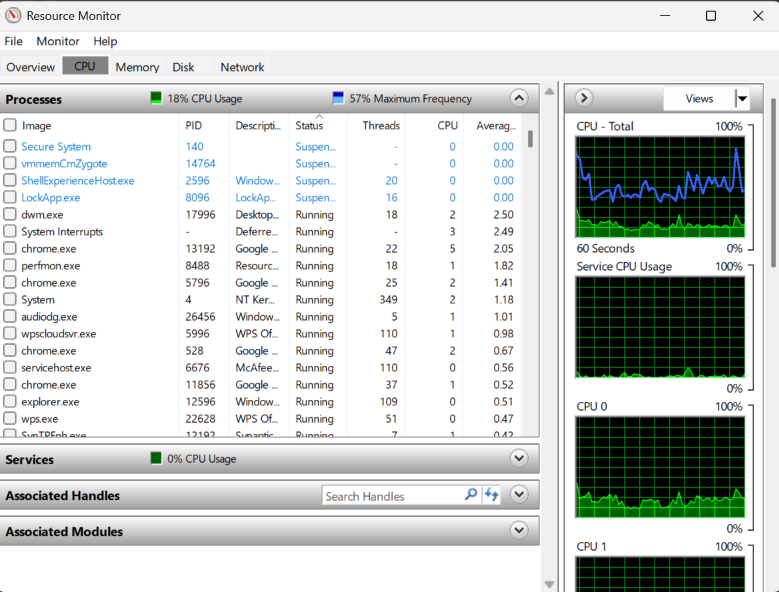 Resource Monitor
File Monitor Help
Overview CPU Memory Disk Network
Processes 18% CPU Usage 57% Maximum Frequency
Image PID Descripti... Status Threads CPU Averag...
Secure System 140 Suspen... - 0 0.00
vmmemCmZygote 14764 Suspen... - 0 0.00
ShellExperienceHost.exe 2596 Window... Suspen... 20 0 0.00
LockApp.exe 8096 LockAp... Suspen... 16 0 0.00
dwm.exe 17996 Desktop... Running 18 2 2.50
System Interrupts - Deferre... Running - 3 2.49
chrome.exe 13192 Google ... Running 22 5 2.05
perfmon.exe 8488 Resourc... Running 18 1 1.82
chrome.exe 5796 Google ... Running 25 2 1.41
System 4 NT Ker... Running 349 2 1.18
audiodg.exe 26456 Window... Running 5 1 1.01
wpscloudsvr.exe 5996 WPS Of... Running 110 1 0.98
chrome.exe 528 Google ... Running 47 2 0.67
servicehost.exe 6676 McAfee... Running 110 0 0.56
chrome.exe 11856 Google ... Running 37 1 0.52
explorer.exe 12596 Window... Running 109 0 0.51
wps.exe 22628 WPS Of... Running 51 0 0.47
SynTPEnh.exe 12192 Synaptic... Running 7 1 0.42
Services 0% CPU Usage
Associated Handles Search Handles
Associated Modules
Views
CPU - Total 100%
60 Seconds 0%
Service CPU Usage 100%
0%
CPU 0 100%
0%
CPU 1 100%